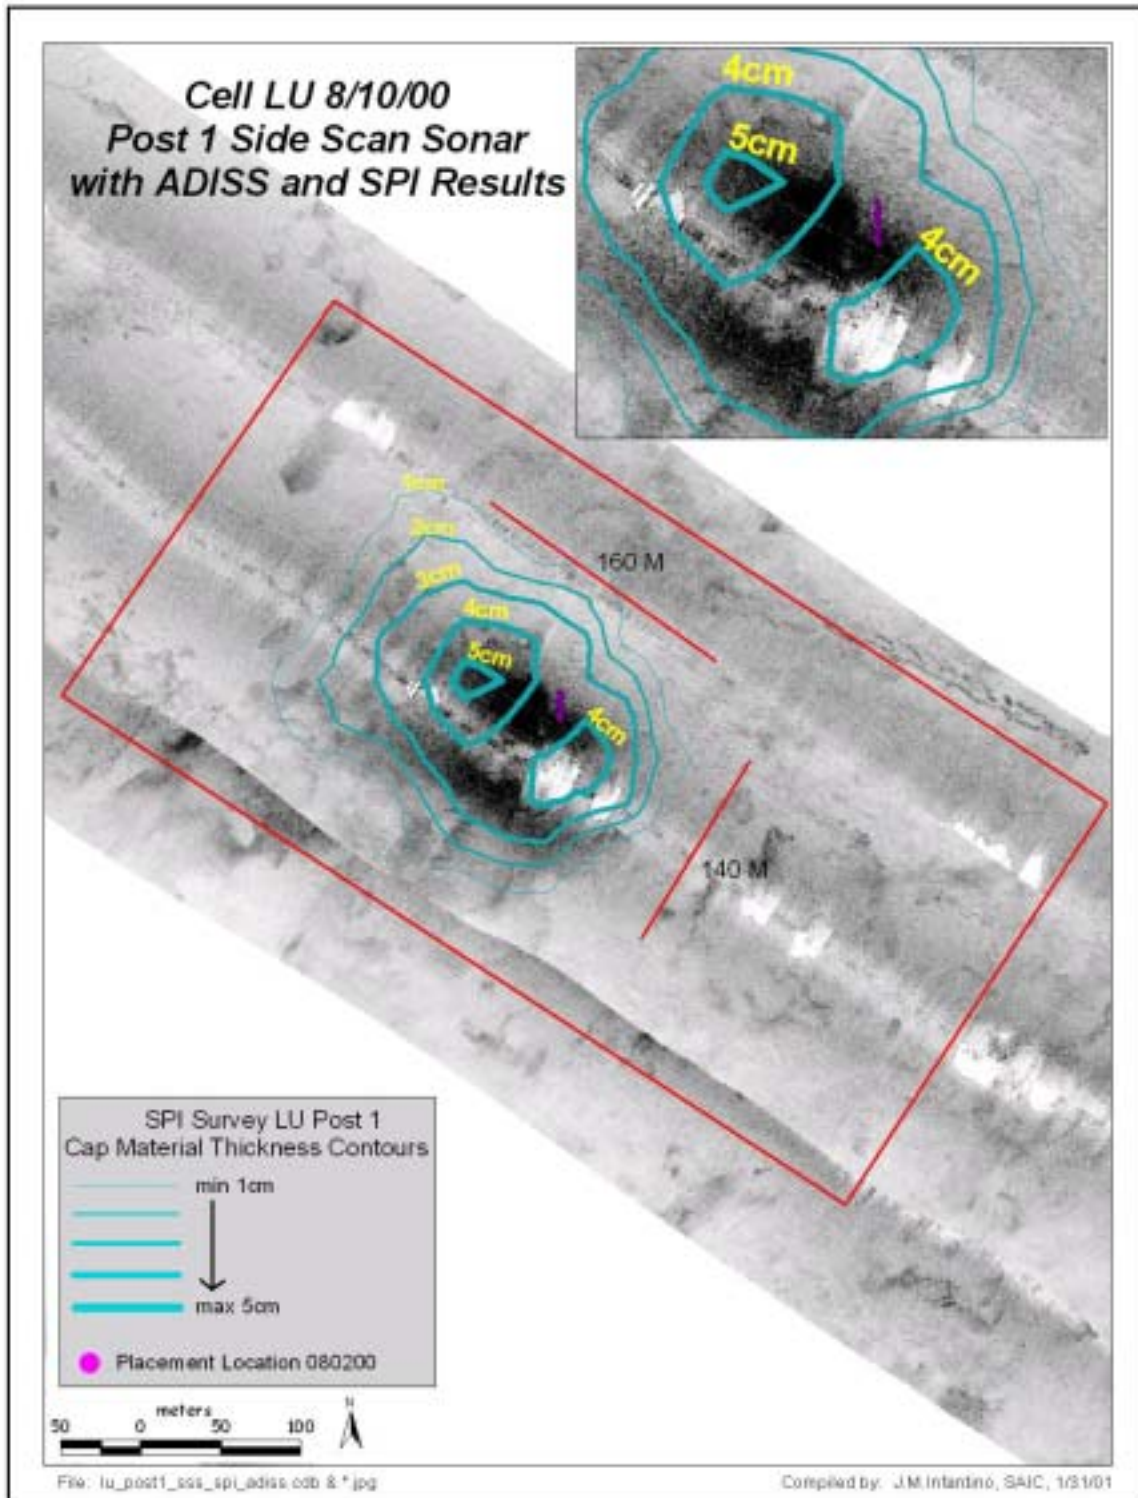 Cell LU 8/10/00
Post 1 Side Scan Sonar
with ADISS and SPI Results
4cm
5cm
4cm
1cm
2cm
3cm
4cm
5cm
4cm
160 M
140 M
SPI Survey LU Post 1
Cap Material Thickness Contours
min 1cm
max 5cm
Placement Location 080200
meters
50 0 50 100
N
File: lu_post1_sss_spi_adiss.cdb & *.jpg
Compiled by: J.M.Infantino, SAIC, 1/31/01